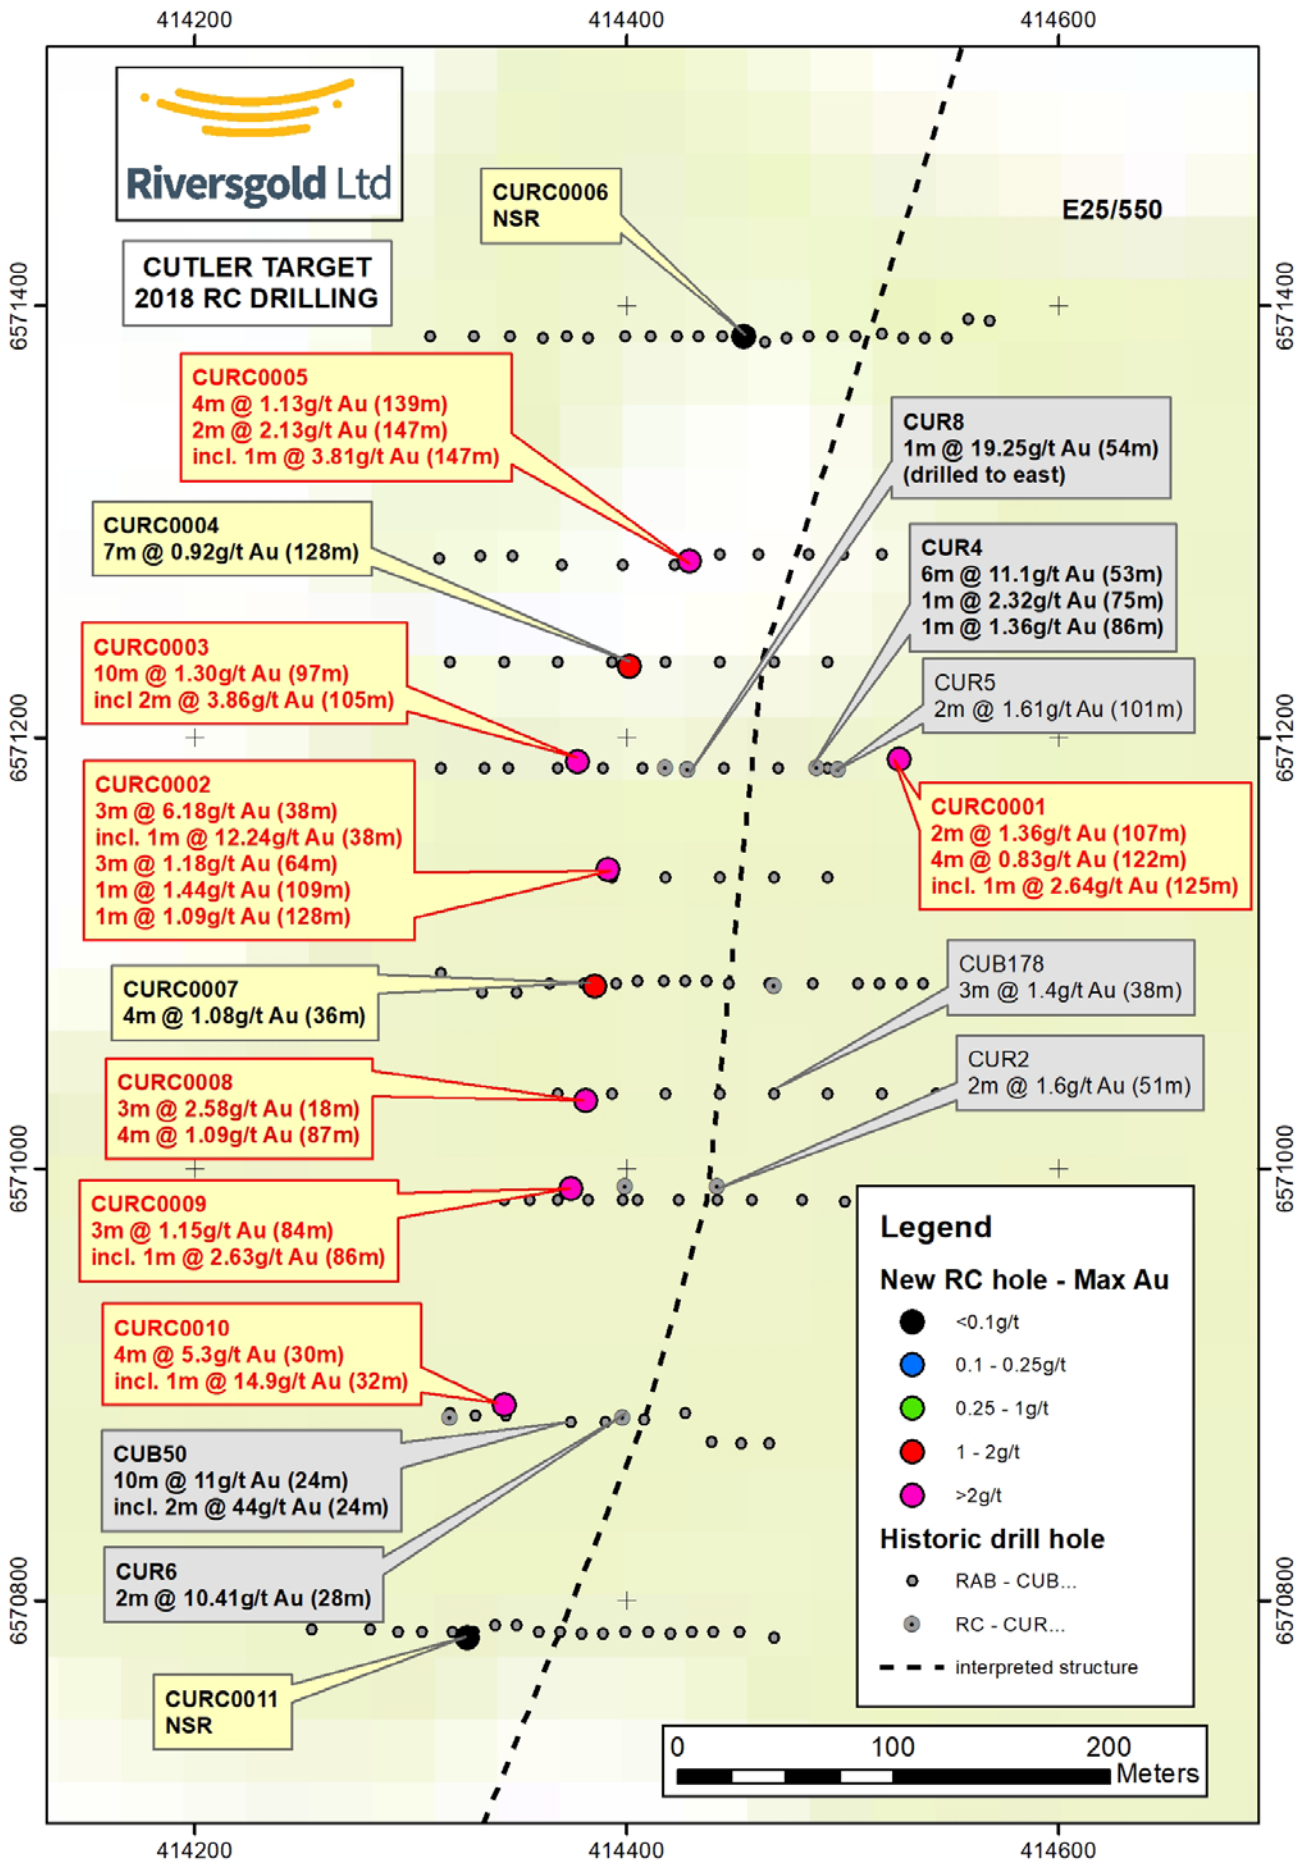 414200
414400
414600
Riversgold Ltd
CUTLER TARGET
2018 RC DRILLING
CURC0006
NSR
E25/550
6571400
6571400
CURC0005
4m @ 1.13g/t Au (139m)
2m @ 2.13g/t Au (147m)
incl. 1m @ 3.81g/t Au (147m)
CUR8
1m @ 19.25g/t Au (54m)
(drilled to east)
CURC0004
7m @ 0.92g/t Au (128m)
CUR4
6m @ 11.1g/t Au (53m)
1m @ 2.32g/t Au (75m)
1m @ 1.36g/t Au (86m)
CURC0003
10m @ 1.30g/t Au (97m)
incl 2m @ 3.86g/t Au (105m)
CUR5
2m @ 1.61g/t Au (101m)
6571200
6571200
CURC0002
3m @ 6.18g/t Au (38m)
incl. 1m @ 12.24g/t Au (38m)
3m @ 1.18g/t Au (64m)
1m @ 1.44g/t Au (109m)
1m @ 1.09g/t Au (128m)
CURC0001
2m @ 1.36g/t Au (107m)
4m @ 0.83g/t Au (122m)
incl. 1m @ 2.64g/t Au (125m)
CURC0007
4m @ 1.08g/t Au (36m)
CUB178
3m @ 1.4g/t Au (38m)
CURC0008
3m @ 2.58g/t Au (18m)
4m @ 1.09g/t Au (87m)
CUR2
2m @ 1.6g/t Au (51m)
6571000
6571000
CURC0009
3m @ 1.15g/t Au (84m)
incl. 1m @ 2.63g/t Au (86m)
CURC0010
4m @ 5.3g/t Au (30m)
incl. 1m @ 14.9g/t Au (32m)
CUB50
10m @ 11g/t Au (24m)
incl. 2m @ 44g/t Au (24m)
CUR6
2m @ 10.41g/t Au (28m)
6570800
6570800
CURC0011
NSR
Legend
New RC hole - Max Au
<0.1g/t
0.1 - 0.25g/t
0.25 - 1g/t
1 - 2g/t
>2g/t
Historic drill hole
RAB - CUB...
RC - CUR...
interpreted structure
0 100 200
Meters
414200
414400
414600